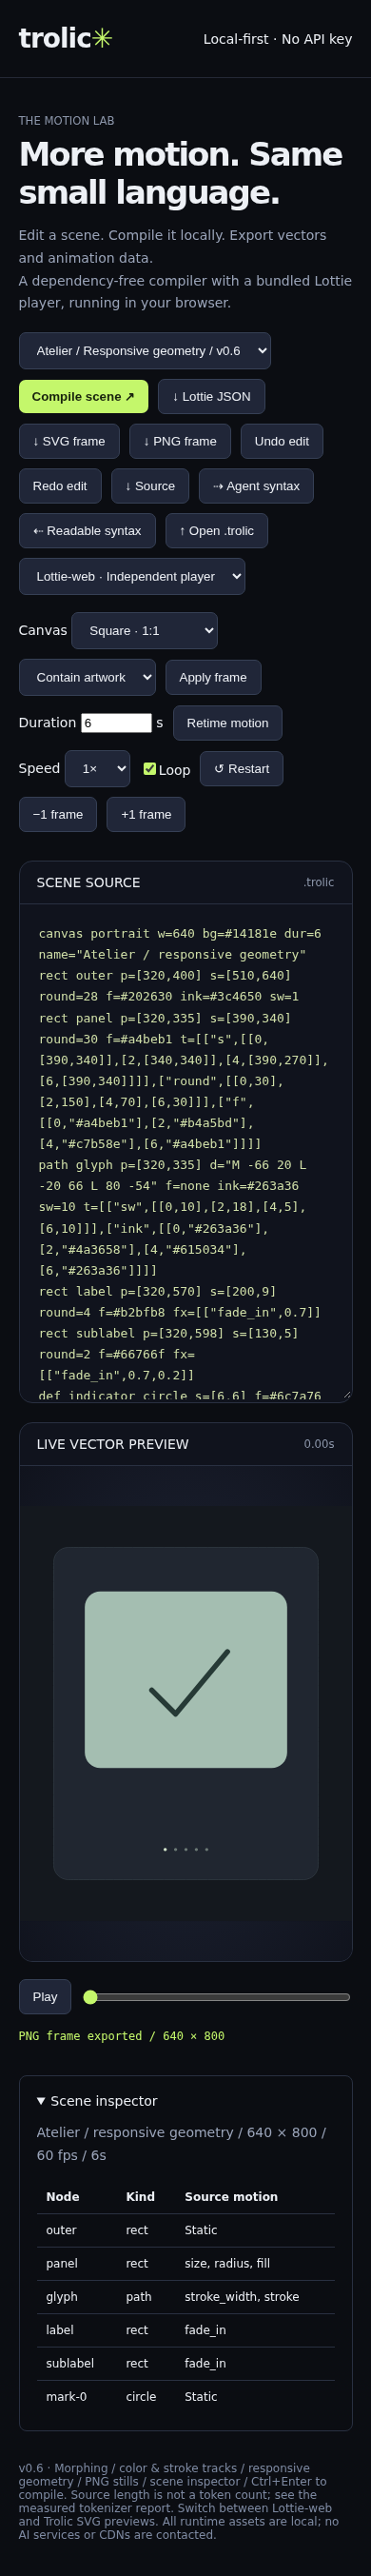 trolic✳ Local-first · No API key
THE MOTION LAB
More motion. Same
small language.
Edit a scene. Compile it locally. Export vectors
and animation data.
A dependency-free compiler with a bundled Lottie
player, running in your browser.
Atelier / Responsive geometry / v0.6
Compile scene ↗ ↓ Lottie JSON
↓ SVG frame ↓ PNG frame Undo edit
Redo edit ↓ Source ⇢ Agent syntax
⇠ Readable syntax ↑ Open .trolic
Lottie-web · Independent player
Canvas Square · 1:1
Contain artwork Apply frame
Duration 6 s Retime motion
Speed 1× Loop ↺ Restart
−1 frame +1 frame
SCENE SOURCE .trolic
canvas portrait w=640 bg=#14181e dur=6
name="Atelier / responsive geometry"
rect outer p=[320,400] s=[510,640]
round=28 f=#202630 ink=#3c4650 sw=1
rect panel p=[320,335] s=[390,340]
round=30 f=#a4beb1 t=[["s",[[0,
[390,340]],[2,[340,340]],[4,[390,270]],
[6,[390,340]]]],["round",[[0,30],
[2,150],[4,70],[6,30]]],["f",
[[0,"#a4beb1"],[2,"#b4a5bd"],
[4,"#c7b58e"],[6,"#a4beb1"]]]]
path glyph p=[320,335] d="M -66 20 L
-20 66 L 80 -54" f=none ink=#263a36
sw=10 t=[["sw",[[0,10],[2,18],[4,5],
[6,10]]],["ink",[[0,"#263a36"],
[2,"#4a3658"],[4,"#615034"],
[6,"#263a36"]]]]
rect label p=[320,570] s=[200,9]
round=4 f=#b2bfb8 fx=[["fade_in",0.7]]
rect sublabel p=[320,598] s=[130,5]
round=2 f=#66766f fx=
[["fade_in",0.7,0.2]]
def indicator circle s=[6,6] f=#6c7a76
LIVE VECTOR PREVIEW 0.00s
Play
PNG frame exported / 640 × 800
▼ Scene inspector
Atelier / responsive geometry / 640 × 800 /
60 fps / 6s
Node Kind Source motion
outer rect Static
panel rect size, radius, fill
glyph path stroke_width, stroke
label rect fade_in
sublabel rect fade_in
mark-0 circle Static
v0.6 · Morphing / color & stroke tracks / responsive
geometry / PNG stills / scene inspector / Ctrl+Enter to
compile. Source length is not a token count; see the
measured tokenizer report. Switch between Lottie-web
and Trolic SVG previews. All runtime assets are local; no
AI services or CDNs are contacted.